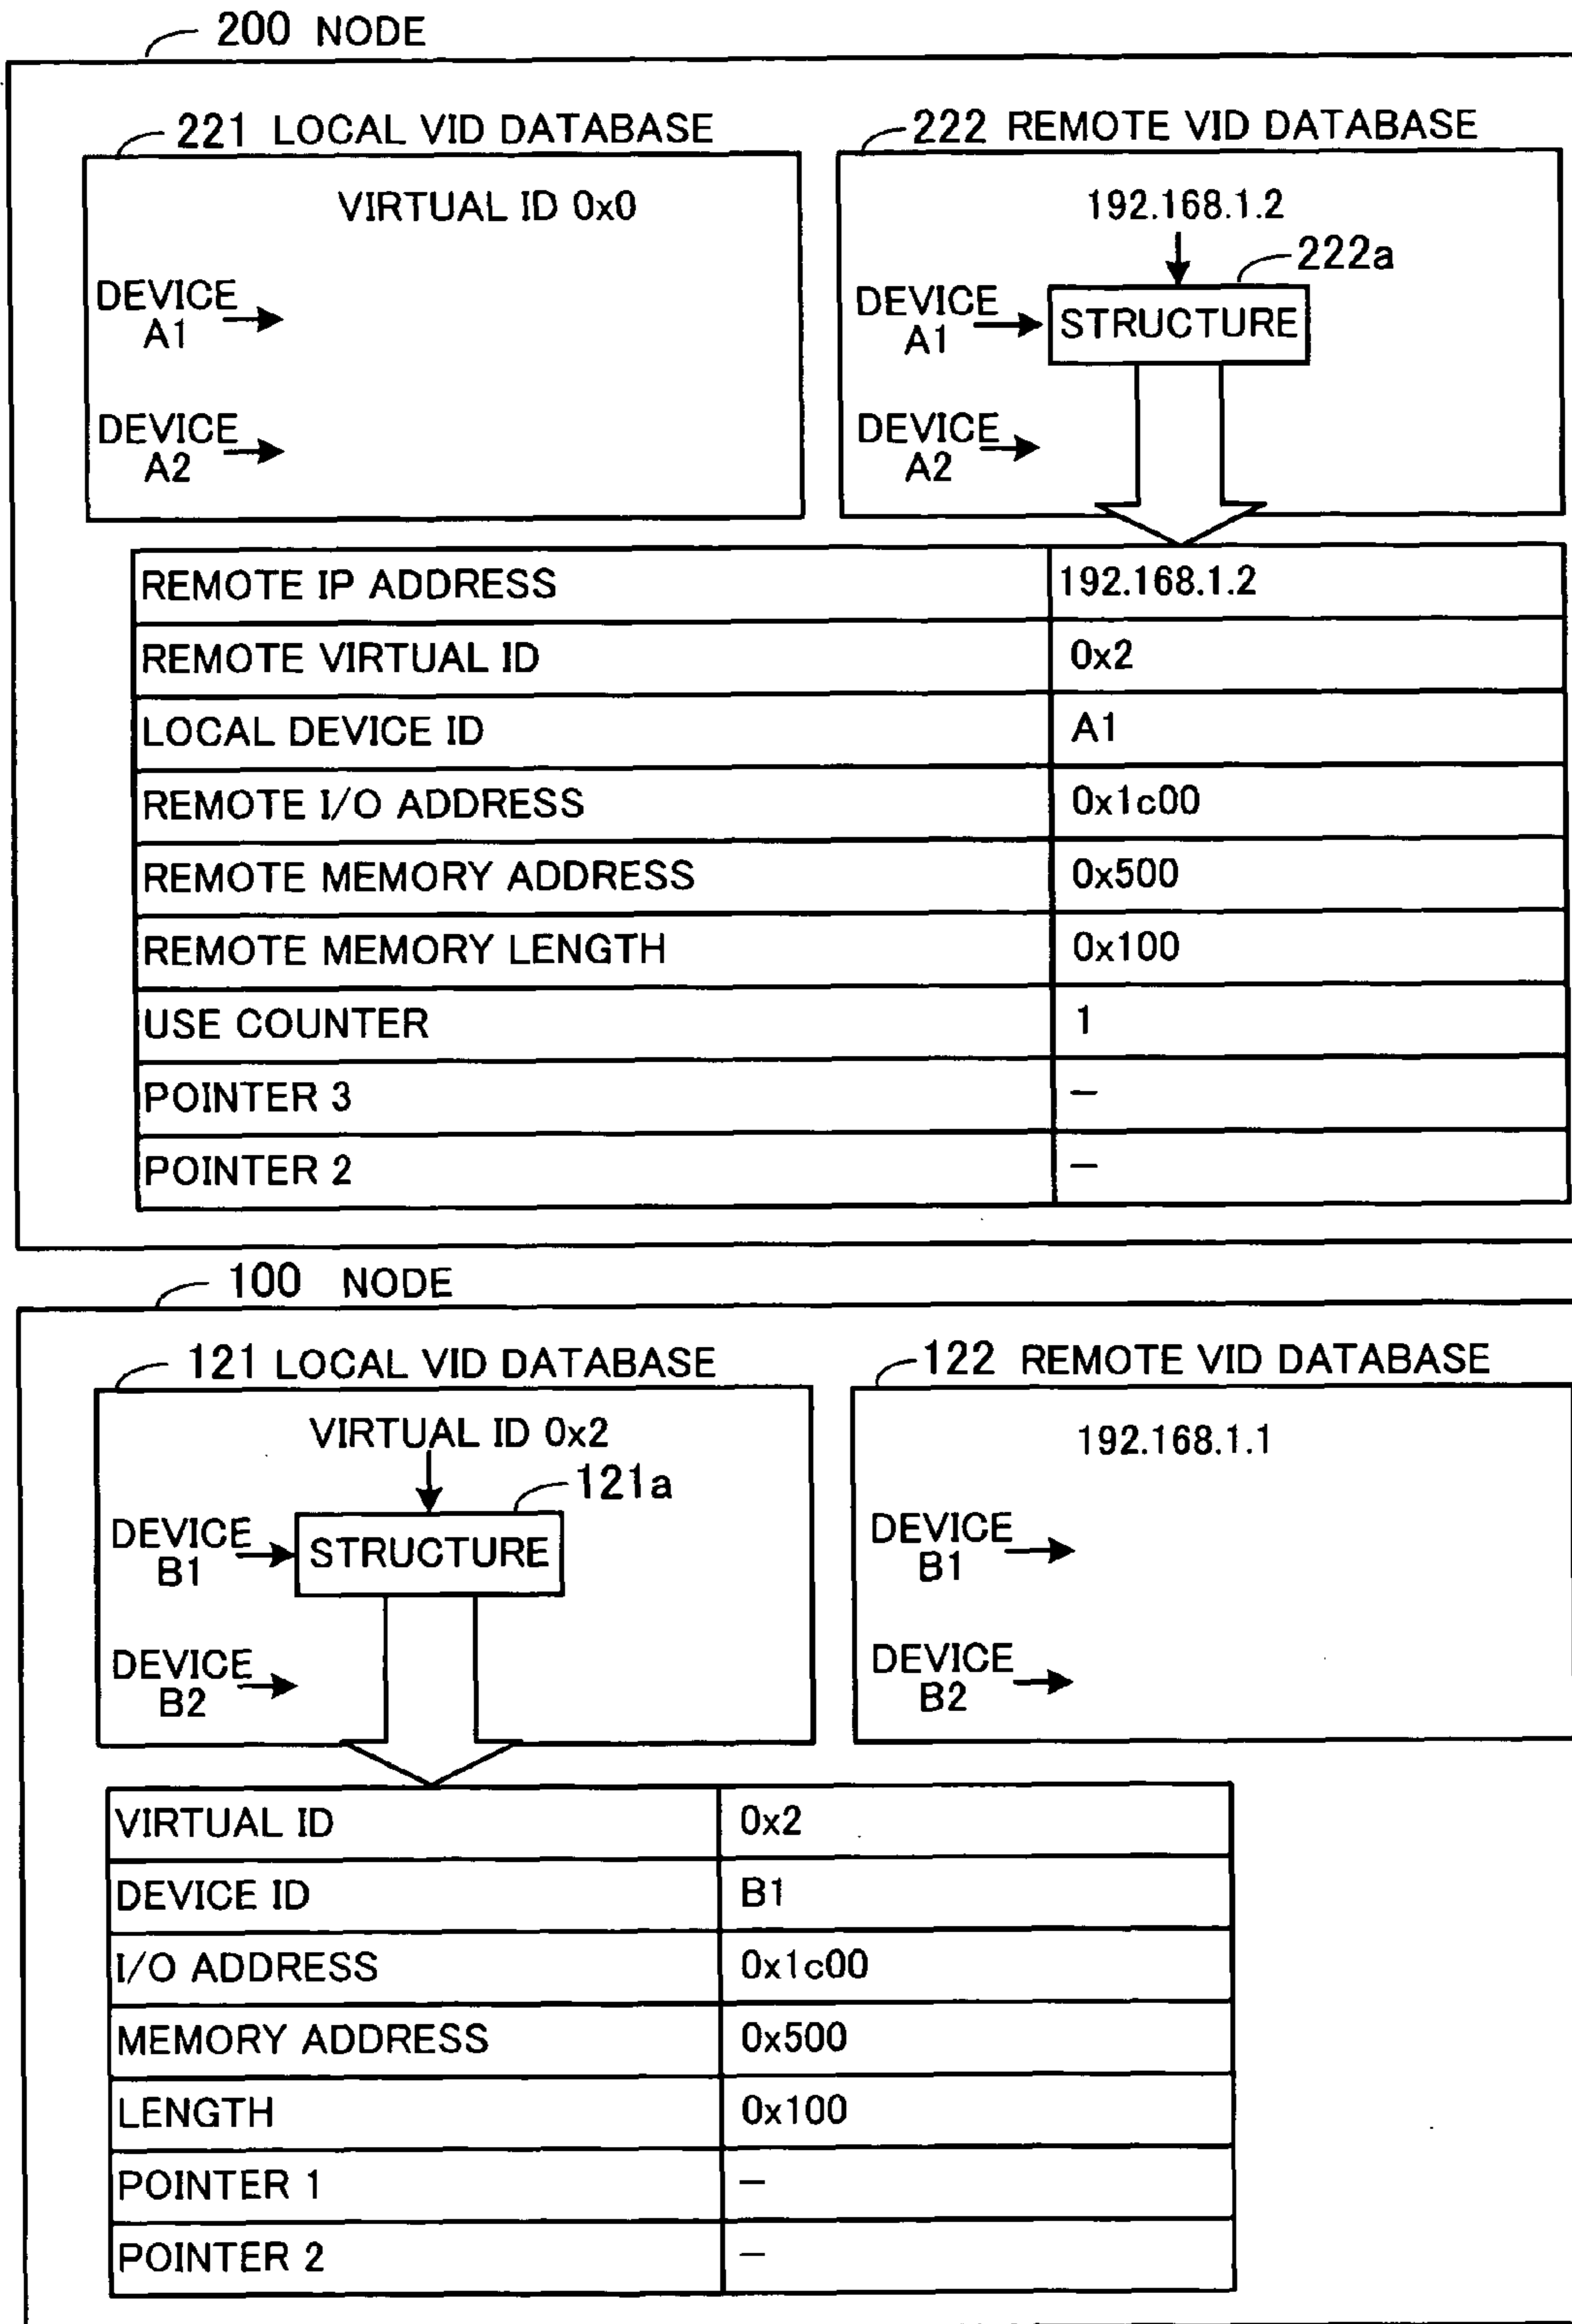 200 NODE
221 LOCAL VID DATABASE
222 REMOTE VID DATABASE
VIRTUAL ID 0x0
192.168.1.2
222a
DEVICE
A1
DEVICE
A1
STRUCTURE
DEVICE
A2
DEVICE
A2
REMOTE IP ADDRESS 192.168.1.2
REMOTE VIRTUAL ID 0x2
LOCAL DEVICE ID A1
REMOTE I/O ADDRESS 0x1c00
REMOTE MEMORY ADDRESS 0x500
REMOTE MEMORY LENGTH 0x100
USE COUNTER 1
POINTER 3 —
POINTER 2 —
100 NODE
121 LOCAL VID DATABASE
122 REMOTE VID DATABASE
VIRTUAL ID 0x2
192.168.1.1
121a
DEVICE
B1
STRUCTURE
DEVICE
B1
DEVICE
B2
DEVICE
B2
VIRTUAL ID 0x2
DEVICE ID B1
I/O ADDRESS 0x1c00
MEMORY ADDRESS 0x500
LENGTH 0x100
POINTER 1 —
POINTER 2 —